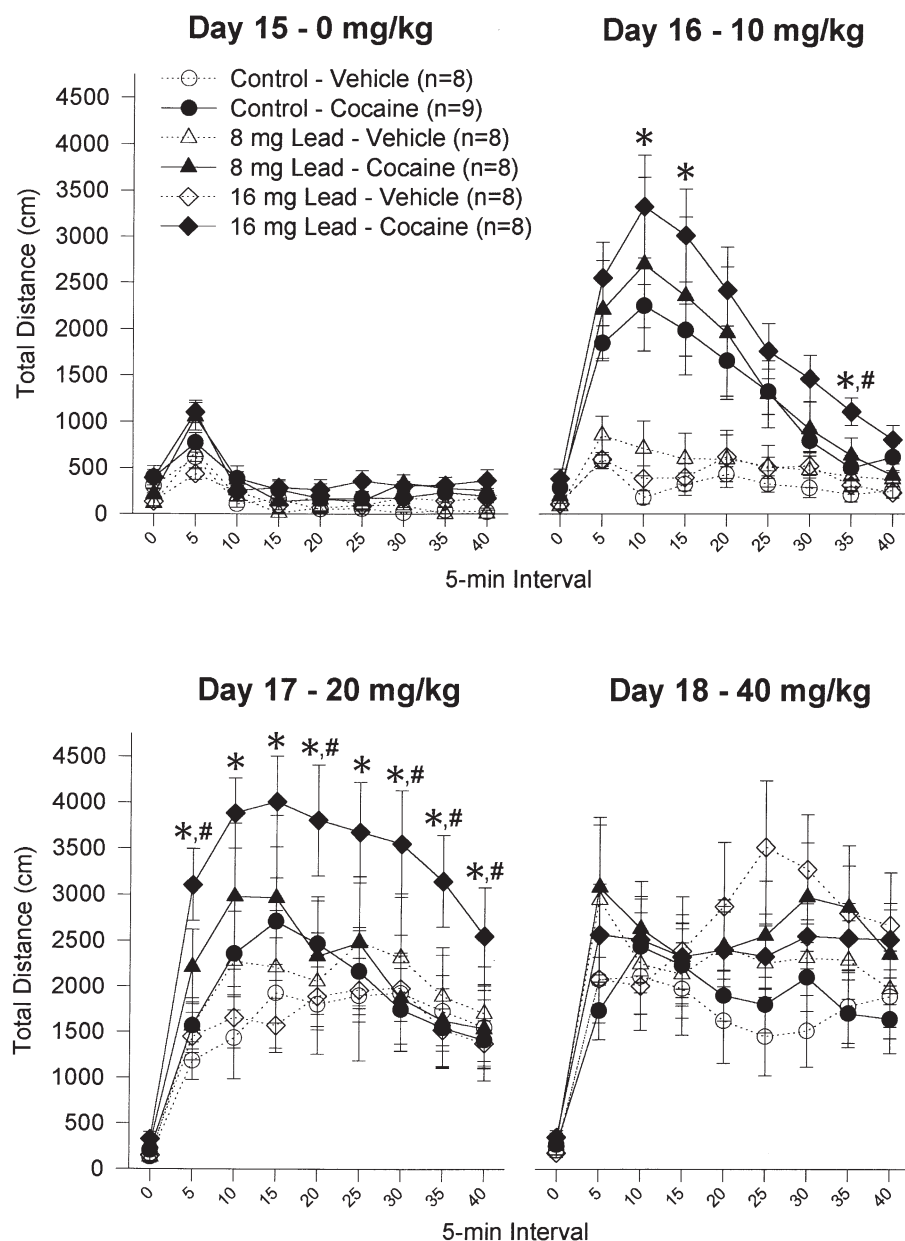 Day 15 - 0 mg/kg
Control - Vehicle (n=8)
Control - Cocaine (n=9)
8 mg Lead - Vehicle (n=8)
8 mg Lead - Cocaine (n=8)
16 mg Lead - Vehicle (n=8)
16 mg Lead - Cocaine (n=8)
Total Distance (cm)
4500
4000
3500
3000
2500
2000
1500
1000
500
0
0 5 10 15 20 25 30 35 40
Day 16 - 10 mg/kg
*
*
*,#
0 5 10 15 20 25 30 35 40
5-min Interval
Day 17 - 20 mg/kg
Total Distance (cm)
4500
4000
3500
3000
2500
2000
1500
1000
500
0
*,#
*
*
*,#
*
*,#
*,#
*,#
0 5 10 15 20 25 30 35 40
Day 18 - 40 mg/kg
0 5 10 15 20 25 30 35 40
5-min Interval